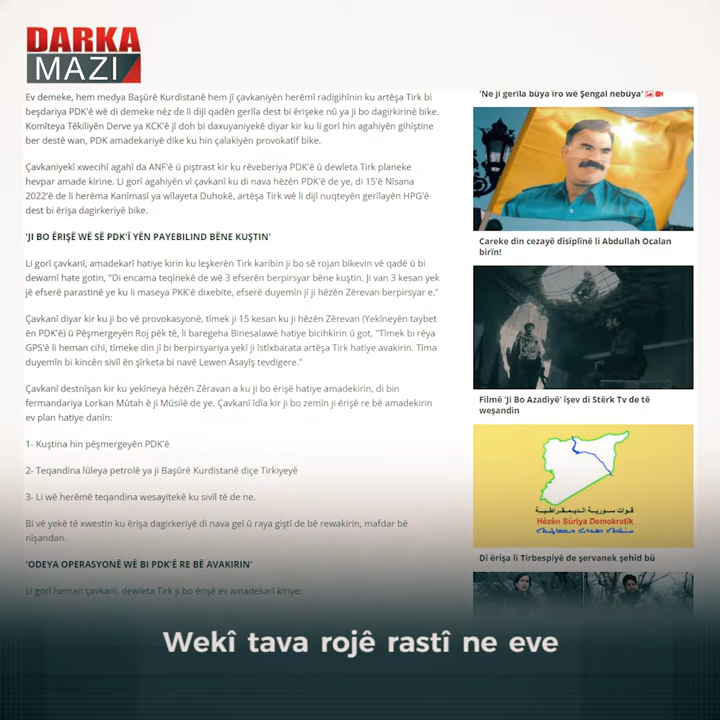 DARKA
MAZI
Ev demeke, hem medya Başûrê Kurdistanê hem jî çavkaniyên herêmî radigihînin ku artêşa Tirk bi
beşdariya PDK'ê wê di demeke nêz de li dijî qadên gerîla dest bi êrîşeke nû ya ji bo dagirkirinê bike.
Komîteya Têkiliyên Derve ya KCK'ê jî doh bi daxuyaniyekê diyar kir ku li gorî hin agahiyên gihîştine
ber destê wan, PDK amadekariyê dike ku hin çalakiyên provokatîf bike.
Çavkaniyekî xwecihî agahî da ANF'ê û piştrast kir ku rêveberiya PDK'ê û dewleta Tirk planeke
hevpar amade kirine. Li gorî agahiyên vî çavkanî ku di nava hêzên PDK'ê de ye, di 15'ê Nîsana
2022'ê de li herêma Kanîmasî ya wîlayeta Duhokê, artêşa Tirk wê li dijî nuqteyên gerîlayên HPG'ê
dest bi êrîşa dagirkeriyê bike.
'JI BO ÊRIŞÊ WÊ SÊ PDK'Î YÊN PAYEBILIND BÊNE KUŞTIN'
Li gorî çavkanî, amadekarî hatiye kirin ku leşkerên Tirk karibin ji bo sê rojan bikevin vê qadê û bi
dewamî hate gotin, "Di encama teqînekê de wê 3 efserên berpirsyar bêne kuştin. Ji van 3 kesan yek
jê efserê parastinê ye ku li maseya PKK'ê dixebite, efserê duyemîn jî ji hêzên Zêrevan berpirsyar e."
Çavkanî diyar kir ku ji bo vê provokasyonê, tîmek ji 15 kesan ku ji hêzên Zêrevan (Yekîneyên taybet
ên PDK'ê) û Pêşmergeyên Roj pêk tê, li baregeha Binesalawê hatiye bicihkirin û got, "Tîmek bi rêya
GPS'ê li heman cihî, tîmeke din jî bi berpirsyariya yekî ji îstixbarata artêşa Tirk hatiye avakirin. Tîma
duyemîn bi kincên sivîl ên şîrketa bi navê Lewen Asayîş tevdigere."
Çavkanî destnîşan kir ku yekîneya hêzên Zêravan a ku ji bo êrişê hatiye amadekirin, di bin
fermandariya Lorkan Mûtah ê ji Mûsilê de ye. Çavkanî îdîa kir ji bo zemîn ji êrişê re bê amadekirin
ev plan hatiye danîn:
1- Kuştina hin pêşmergeyên PDK'ê
2- Teqandina lûleya petrolê ya ji Başûrê Kurdistanê diçe Tirkiyeyê
3- Li wê herêmê teqandina wesayitekê ku sivîl tê de ne.
Bi vê yekê tê xwestin ku êrîşa dagirkeriyê di nava gel û raya giştî de bê rewakirin, mafdar bê
nîşandan.
'ODEYA OPERASYONÊ WÊ BI PDK'Ê RE BÊ AVAKIRIN'
Li gorî heman çavkanî, dewleta Tirk ji bo êrîşê ev amadekarî kiriye:
'Ne ji gerîla bûya îro wê Şengal nebûya'
Careke din cezayê dîsîplînê li Abdullah Ocalan
birîn!
Filmê 'Ji Bo Azadiyê' îşev di Stêrk Tv de tê
weşandin
قوات سورية الديمقراطية
Hêzên Sûriya Demokratîk
Di êrîşa li Tirbespiyê de şervanek şehîd bû
Wekî tava rojê rastî ne eve